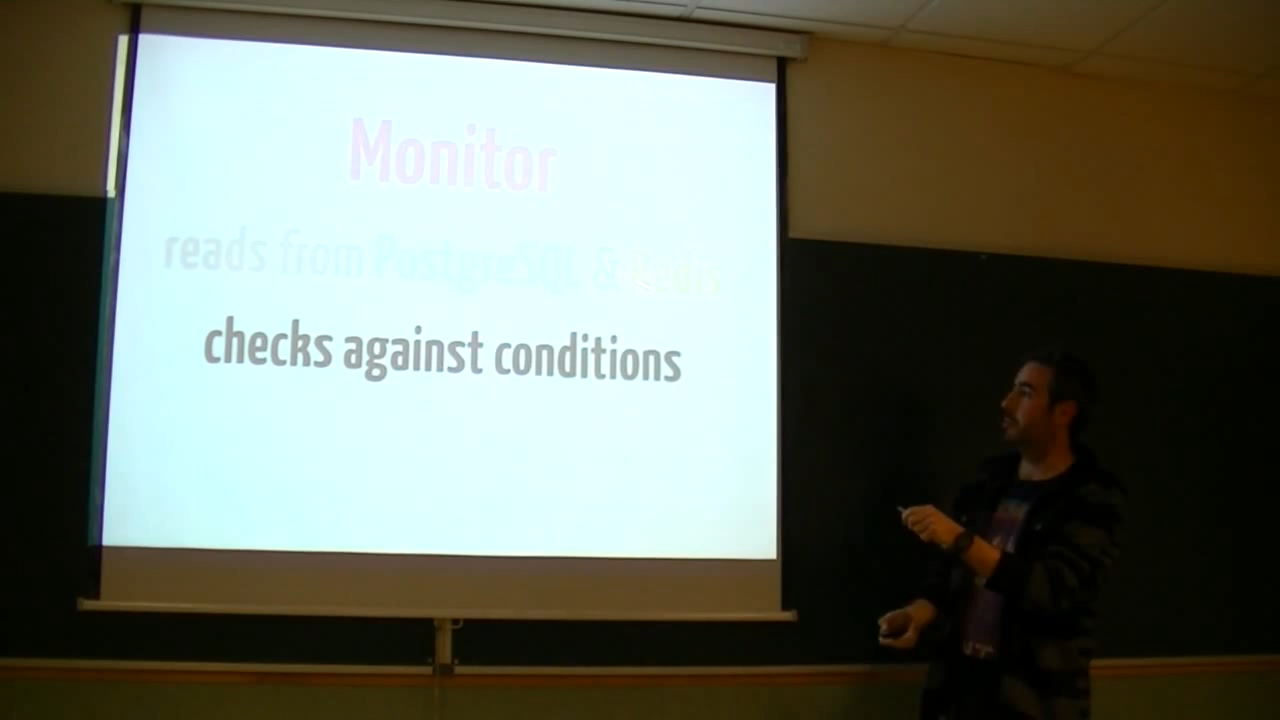 Monitor
reads from PostgreSQL & Redis
checks against conditions